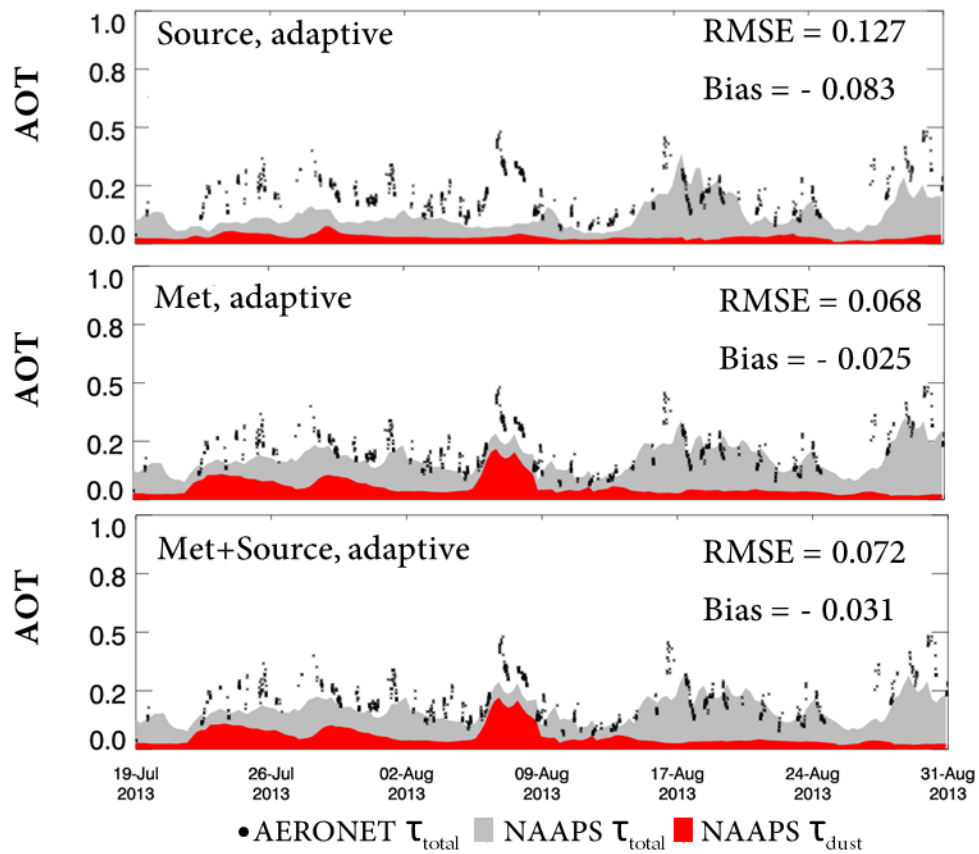 1.0
Source, adaptive
RMSE = 0.127
0.8
Bias = - 0.083
AOT
0.5
0.2
0.0
1.0
Met, adaptive
RMSE = 0.068
0.8
Bias = - 0.025
AOT
0.5
0.2
0.0
1.0
Met+Source, adaptive
RMSE = 0.072
0.8
Bias = - 0.031
AOT
0.5
0.2
0.0
19-Jul 26-Jul 02-Aug 09-Aug 17-Aug 24-Aug 31-Aug
2013 2013 2013 2013 2013 2013 2013
• AERONET τtotal NAAPS τtotal NAAPS τdust